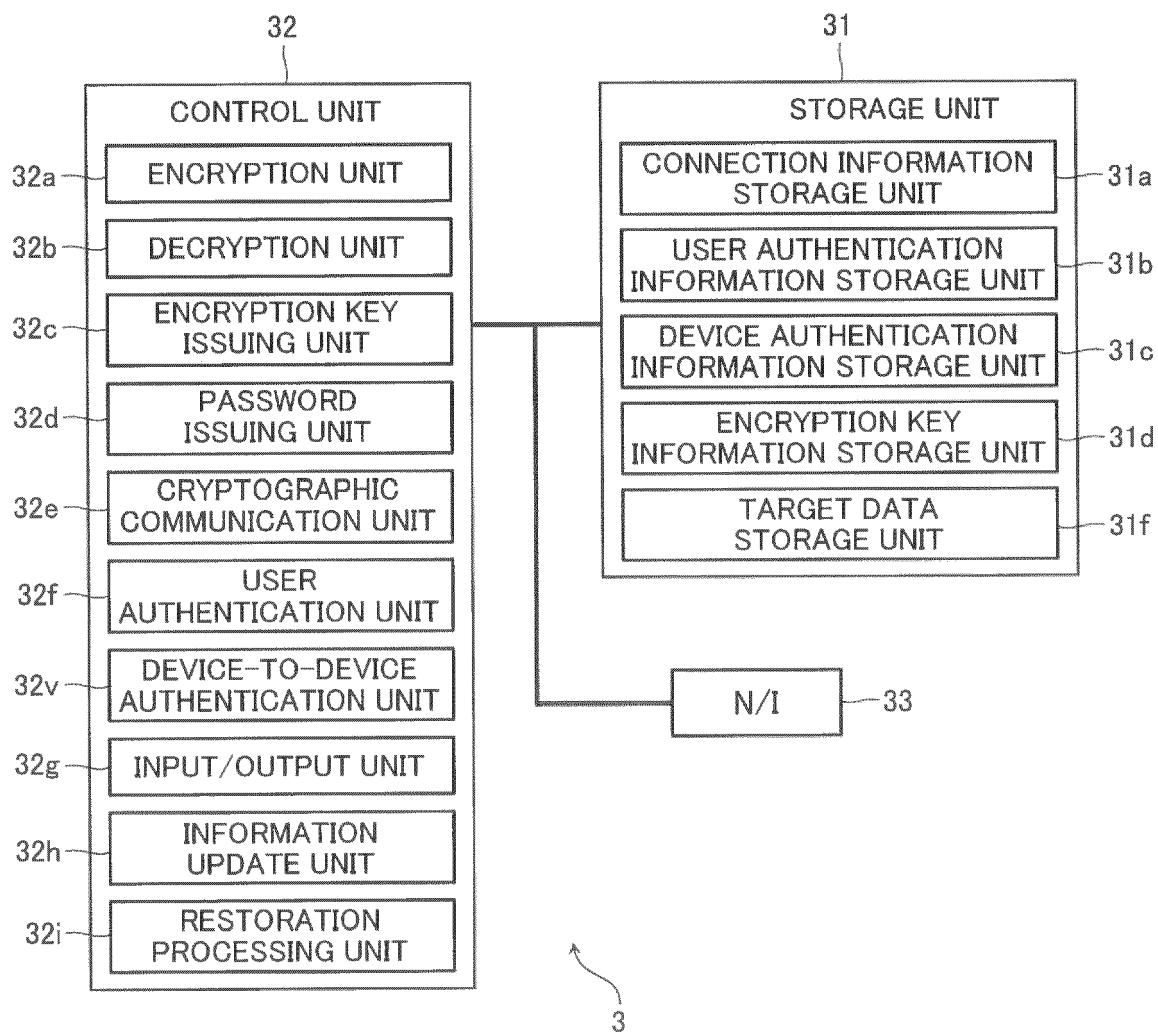 32
CONTROL UNIT
32a
ENCRYPTION UNIT
32b
DECRYPTION UNIT
32c
ENCRYPTION KEY
ISSUING UNIT
32d
PASSWORD
ISSUING UNIT
32e
CRYPTOGRAPHIC
COMMUNICATION UNIT
32f
USER
AUTHENTICATION UNIT
32v
DEVICE-TO-DEVICE
AUTHENTICATION UNIT
32g
INPUT/OUTPUT UNIT
32h
INFORMATION
UPDATE UNIT
32i
RESTORATION
PROCESSING UNIT
31
STORAGE UNIT
CONNECTION INFORMATION
STORAGE UNIT
31a
USER AUTHENTICATION
INFORMATION STORAGE UNIT
31b
DEVICE AUTHENTICATION
INFORMATION STORAGE UNIT
31c
ENCRYPTION KEY
INFORMATION STORAGE UNIT
31d
TARGET DATA
STORAGE UNIT
31f
N/I
33
3